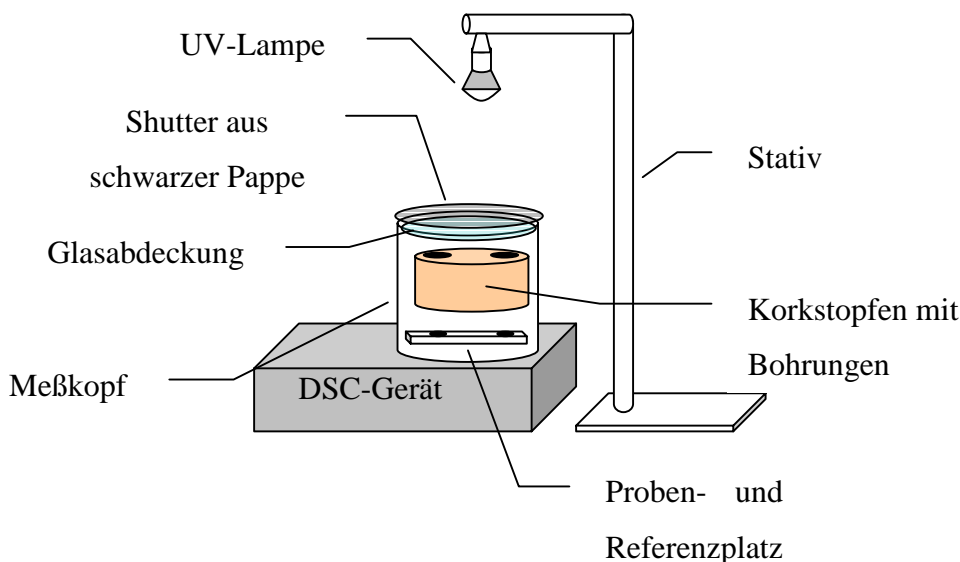 UV-Lampe
Shutter aus
schwarzer Pappe
Stativ
Glasabdeckung
Korkstopfen mit
Bohrungen
Meßkopf
DSC-Gerät
Proben- und
Referenzplatz